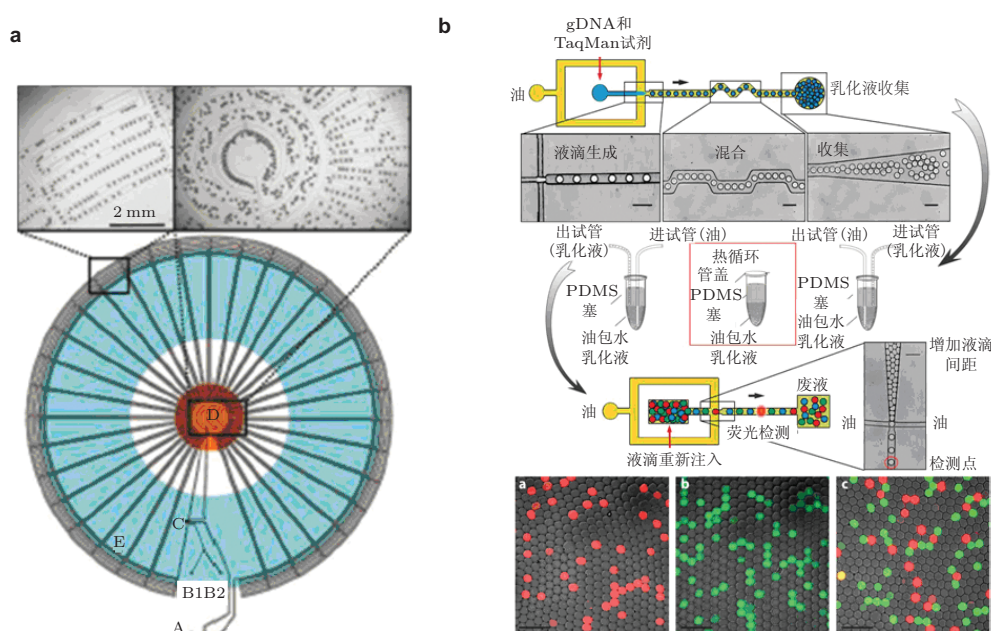 a
2 mm
D
C
E
B1B2
A
b
gDNA和
TaqMan试剂
油
乳化液收集
液滴生成
混合
收集
出试管
(乳化液)
进试管(油)
出试管(油)
进试管
(乳化液)
热循环
管盖
PDMS
塞
油包水
乳化液
PDMS
塞
油包水
乳化液
PDMS
塞
油包水
乳化液
增加液滴
间距
油
废液
荧光检测
液滴重新注入
油
油
检测点
a
b
c